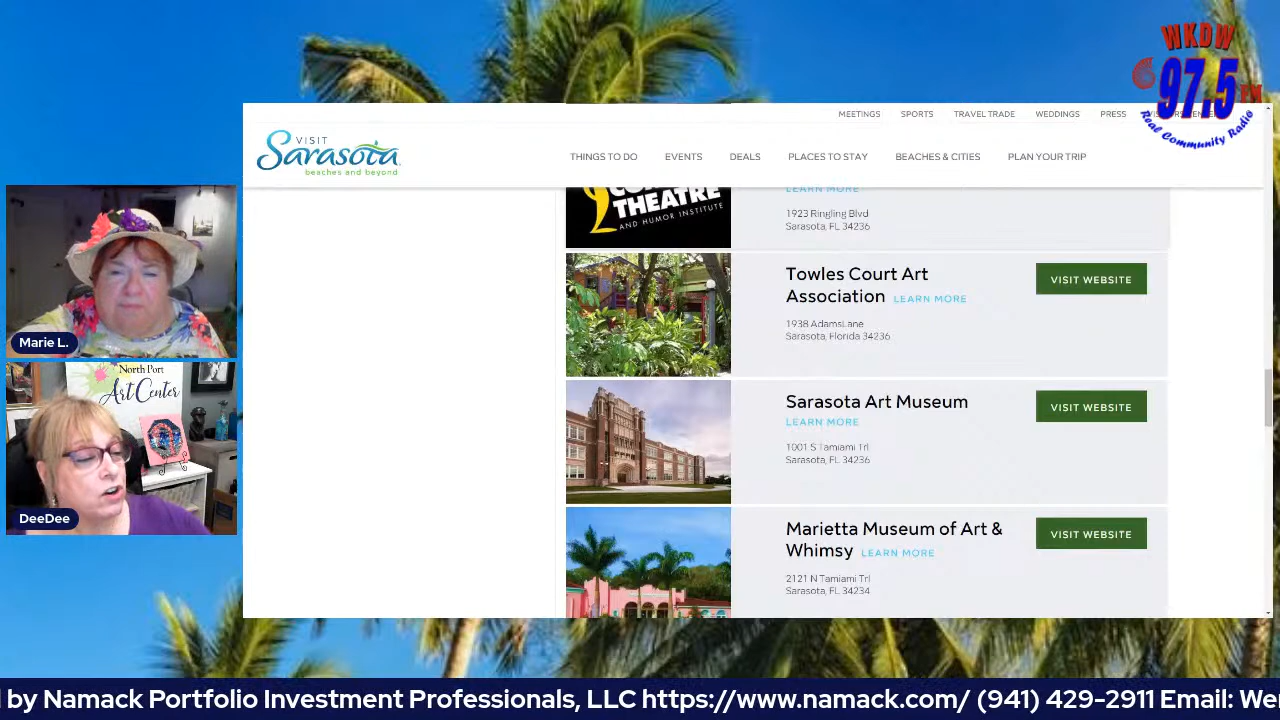 WKDW
97.5 FM
Real Community Radio
MEETINGS SPORTS TRAVEL TRADE WEDDINGS PRESS
VISIT
Sarasota
beaches and beyond
THINGS TO DO EVENTS DEALS PLACES TO STAY BEACHES & CITIES PLAN YOUR TRIP
THEATRE
AND HUMOR INSTITUTE
LEARN MORE
1923 Ringling Blvd
Sarasota, FL 34236
Towles Court Art
Association LEARN MORE
VISIT WEBSITE
1938 AdamsLane
Sarasota, Florida 34236
Sarasota Art Museum
LEARN MORE
VISIT WEBSITE
1001 S Tamiami Trl
Sarasota, FL 34236
Marietta Museum of Art &
Whimsy LEARN MORE
VISIT WEBSITE
2121 N Tamiami Trl
Sarasota, FL 34234
Marie L.
North Port
Art Center
DeeDee
by Namack Portfolio Investment Professionals, LLC https://www.namack.com/ (941) 429-2911 Email: